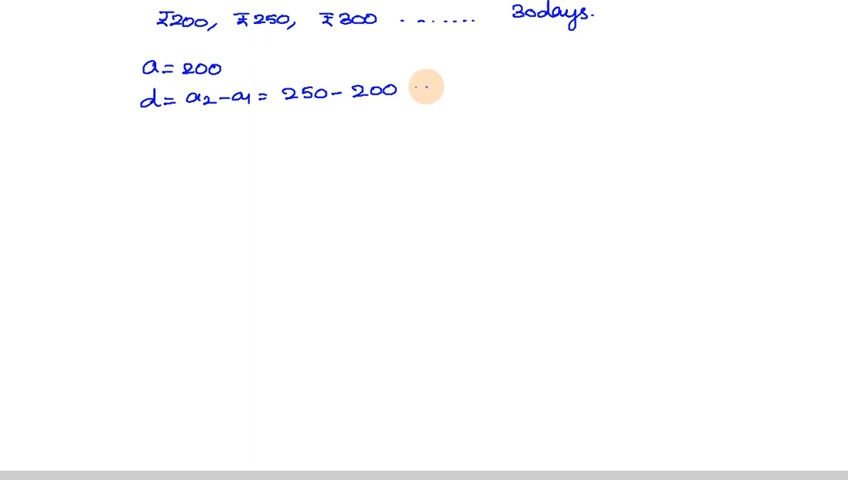 ₹200, ₹250, ₹300 ......... 30days.
a = 200
d = a2 - a1 = 250 - 200